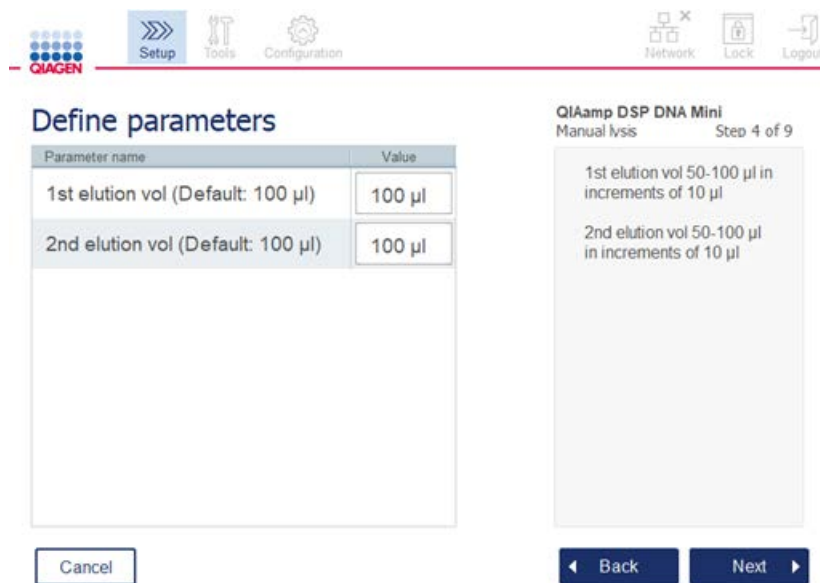 QIAGEN
Setup
Tools
Configuration
Network
Lock
Logout
Define parameters
QIAamp DSP DNA Mini
Manual lysis Step 4 of 9
Parameter name Value
1st elution vol (Default: 100 µl) 100 µl
2nd elution vol (Default: 100 µl) 100 µl
1st elution vol 50-100 µl in
increments of 10 µl
2nd elution vol 50-100 µl
in increments of 10 µl
Cancel
Back
Next